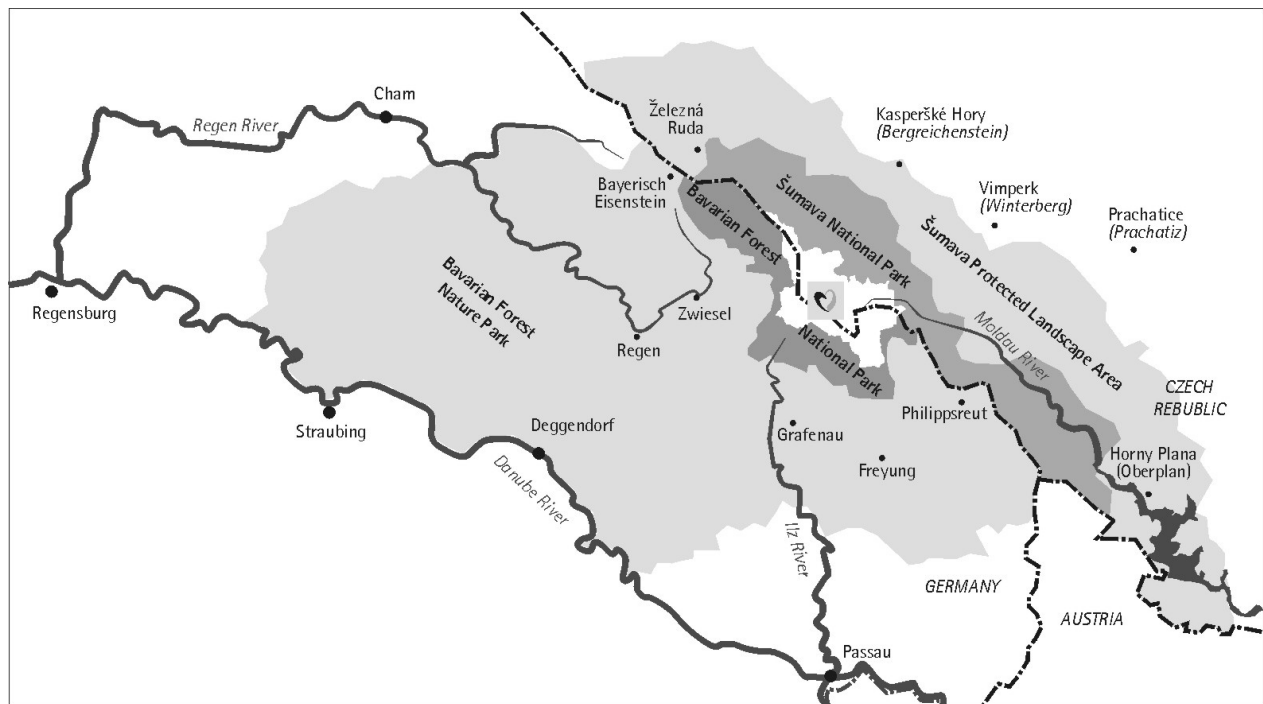 Cham
Regen River
Železná
Ruda
Kasperšké Hory
(Bergreichenstein)
Bayerisch
Eisenstein
Vimperk
(Winterberg)
Prachatice
(Prachatiz)
Šumava National Park
Bavarian Forest
Šumava Protected Landscape Area
Bavarian Forest
Nature Park
Regensburg
Zwiesel
Regen
Moldau River
National Park
CZECH
REBUBLIC
Philippsreut
Straubing
Deggendorf
Grafenau
Freyung
Horny Plana
(Oberplan)
Danube River
Ilz River
GERMANY
AUSTRIA
Passau